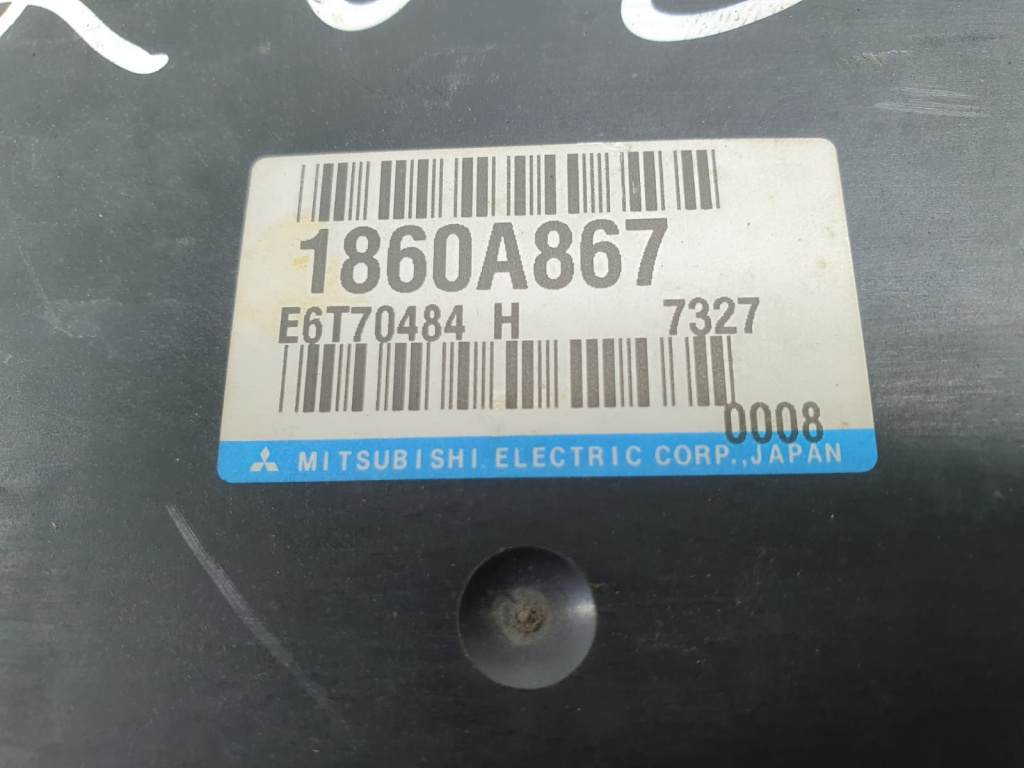 1860A867
E6T70484 H 7327
0008
MITSUBISHI ELECTRIC CORP., JAPAN